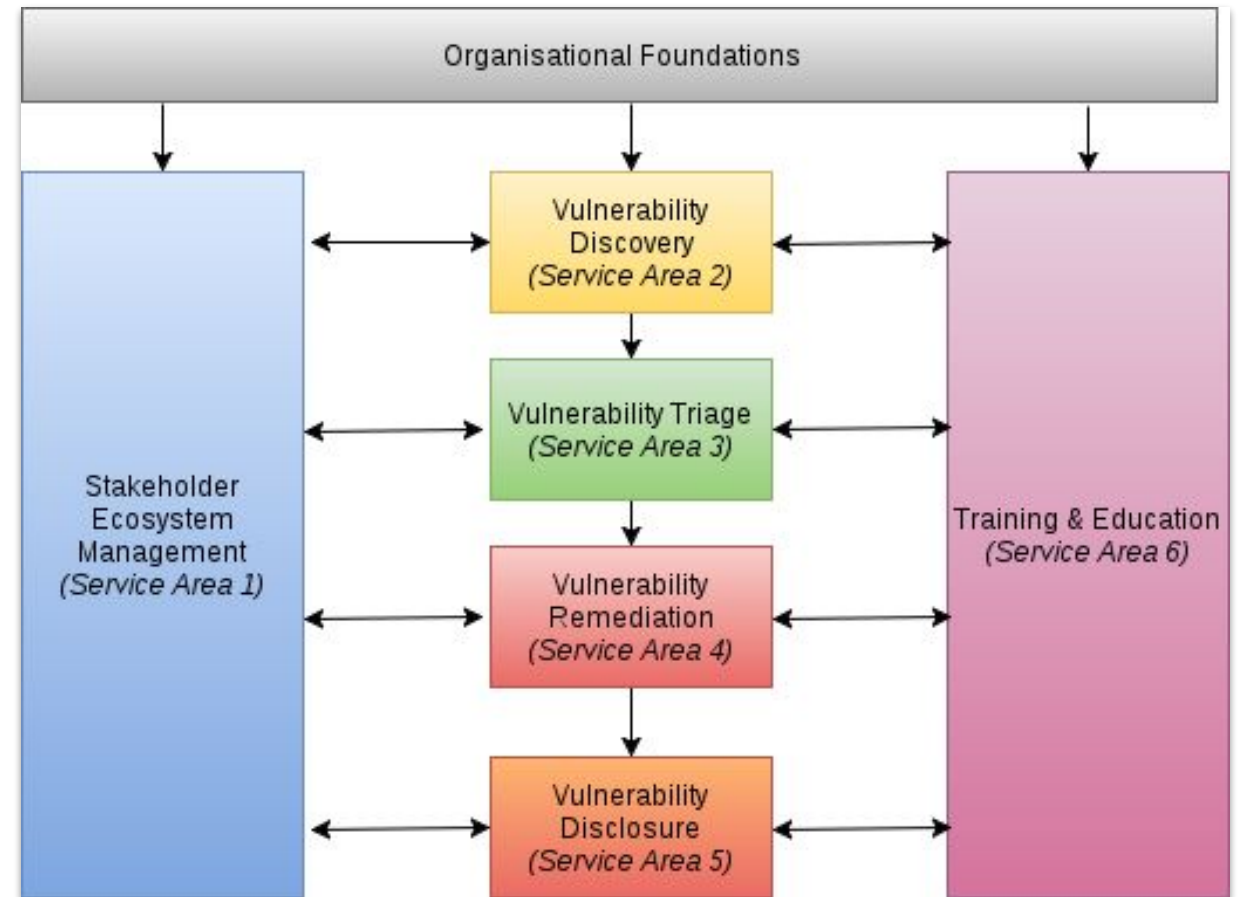 Organisational Foundations
Vulnerability
Discovery
(Service Area 2)
Vulnerability Triage
(Service Area 3)
Stakeholder
Ecosystem
Management
(Service Area 1)
Training & Education
(Service Area 6)
Vulnerability
Remediation
(Service Area 4)
Vulnerability
Disclosure
(Service Area 5)